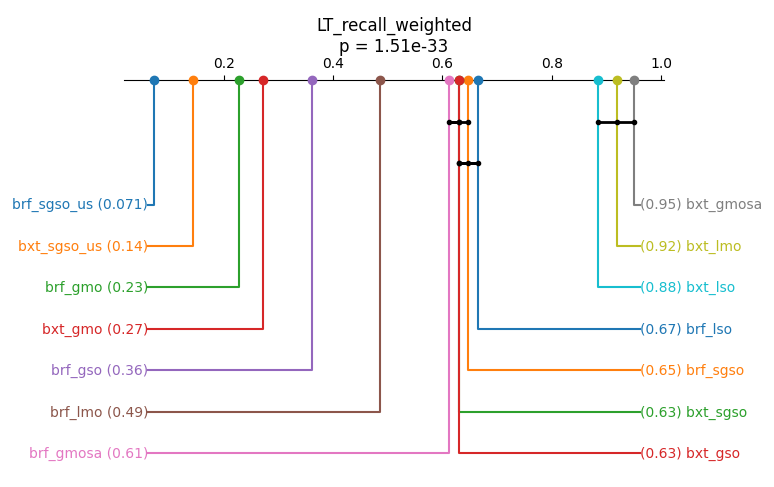 LT_recall_weighted
p = 1.51e-33
0.2 0.4 0.6 0.8 1.0
brf_sgso_us (0.071) (0.95) bxt_gmosa
bxt_sgso_us (0.14) (0.92) bxt_lmo
brf_gmo (0.23) (0.88) bxt_lso
bxt_gmo (0.27) (0.67) brf_lso
brf_gso (0.36) (0.65) brf_sgso
brf_lmo (0.49) (0.63) bxt_sgso
brf_gmosa (0.61) (0.63) bxt_gso